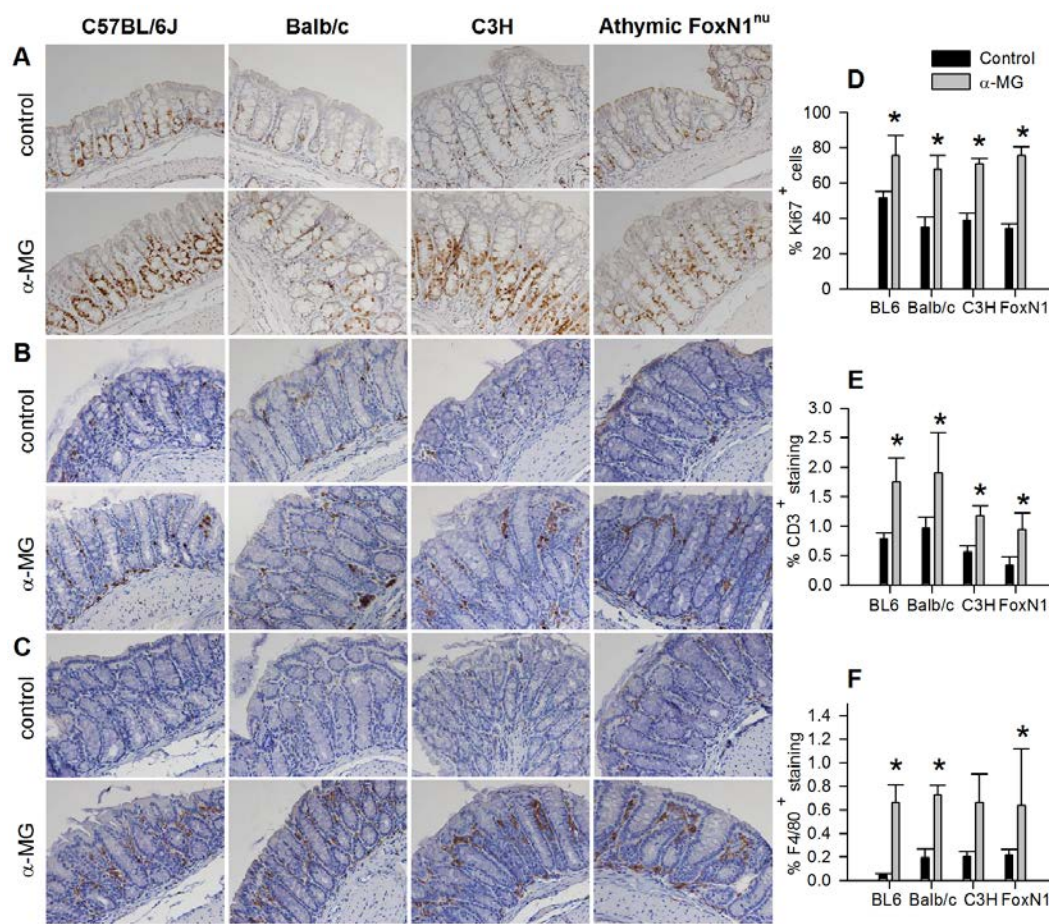 C57BL/6J Balb/c C3H Athymic FoxN1nu
A
control
α-MG
B
control
α-MG
C
control
α-MG
D
Control
α-MG
% Ki67+ cells
100
80
60
40
20
0
* * * *
BL6 Balb/c C3H FoxN1
E
% CD3+ staining
3.0
2.5
2.0
1.5
1.0
0.5
0.0
* * * *
BL6 Balb/c C3H FoxN1
F
% F4/80+ staining
1.4
1.2
1.0
0.8
0.6
0.4
0.2
0.0
* * *
BL6 Balb/c C3H FoxN1